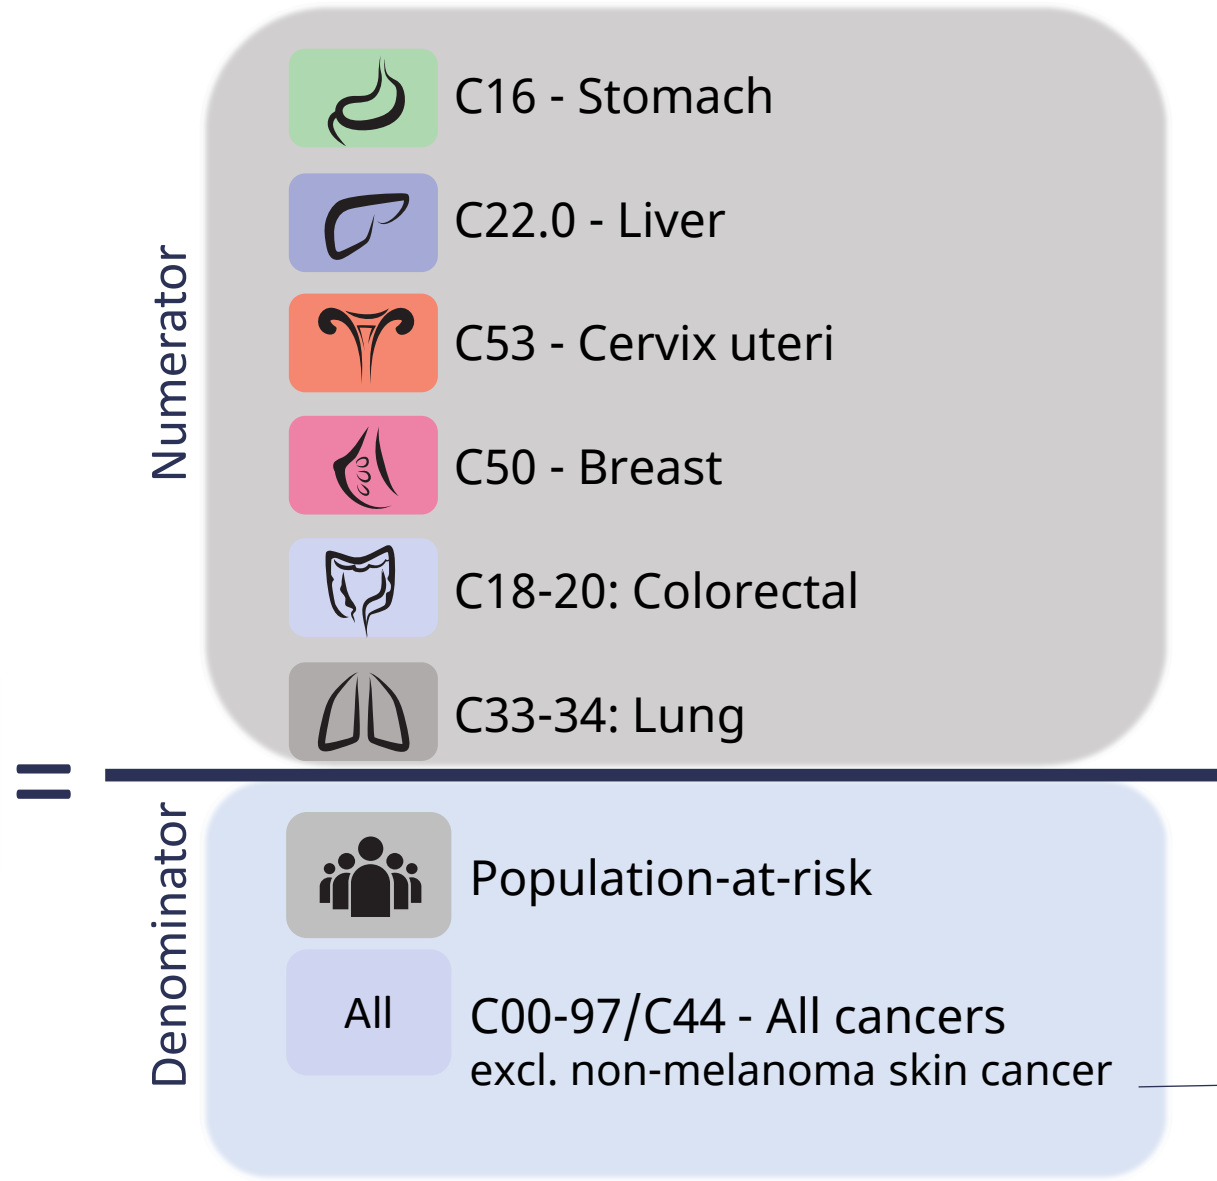 Numerator
C16 - Stomach
C22.0 - Liver
C53 - Cervix uteri
C50 - Breast
C18-20: Colorectal
C33-34: Lung
=
Denominator
Population-at-risk
All
C00-97/C44 - All cancers
excl. non-melanoma skin cancer